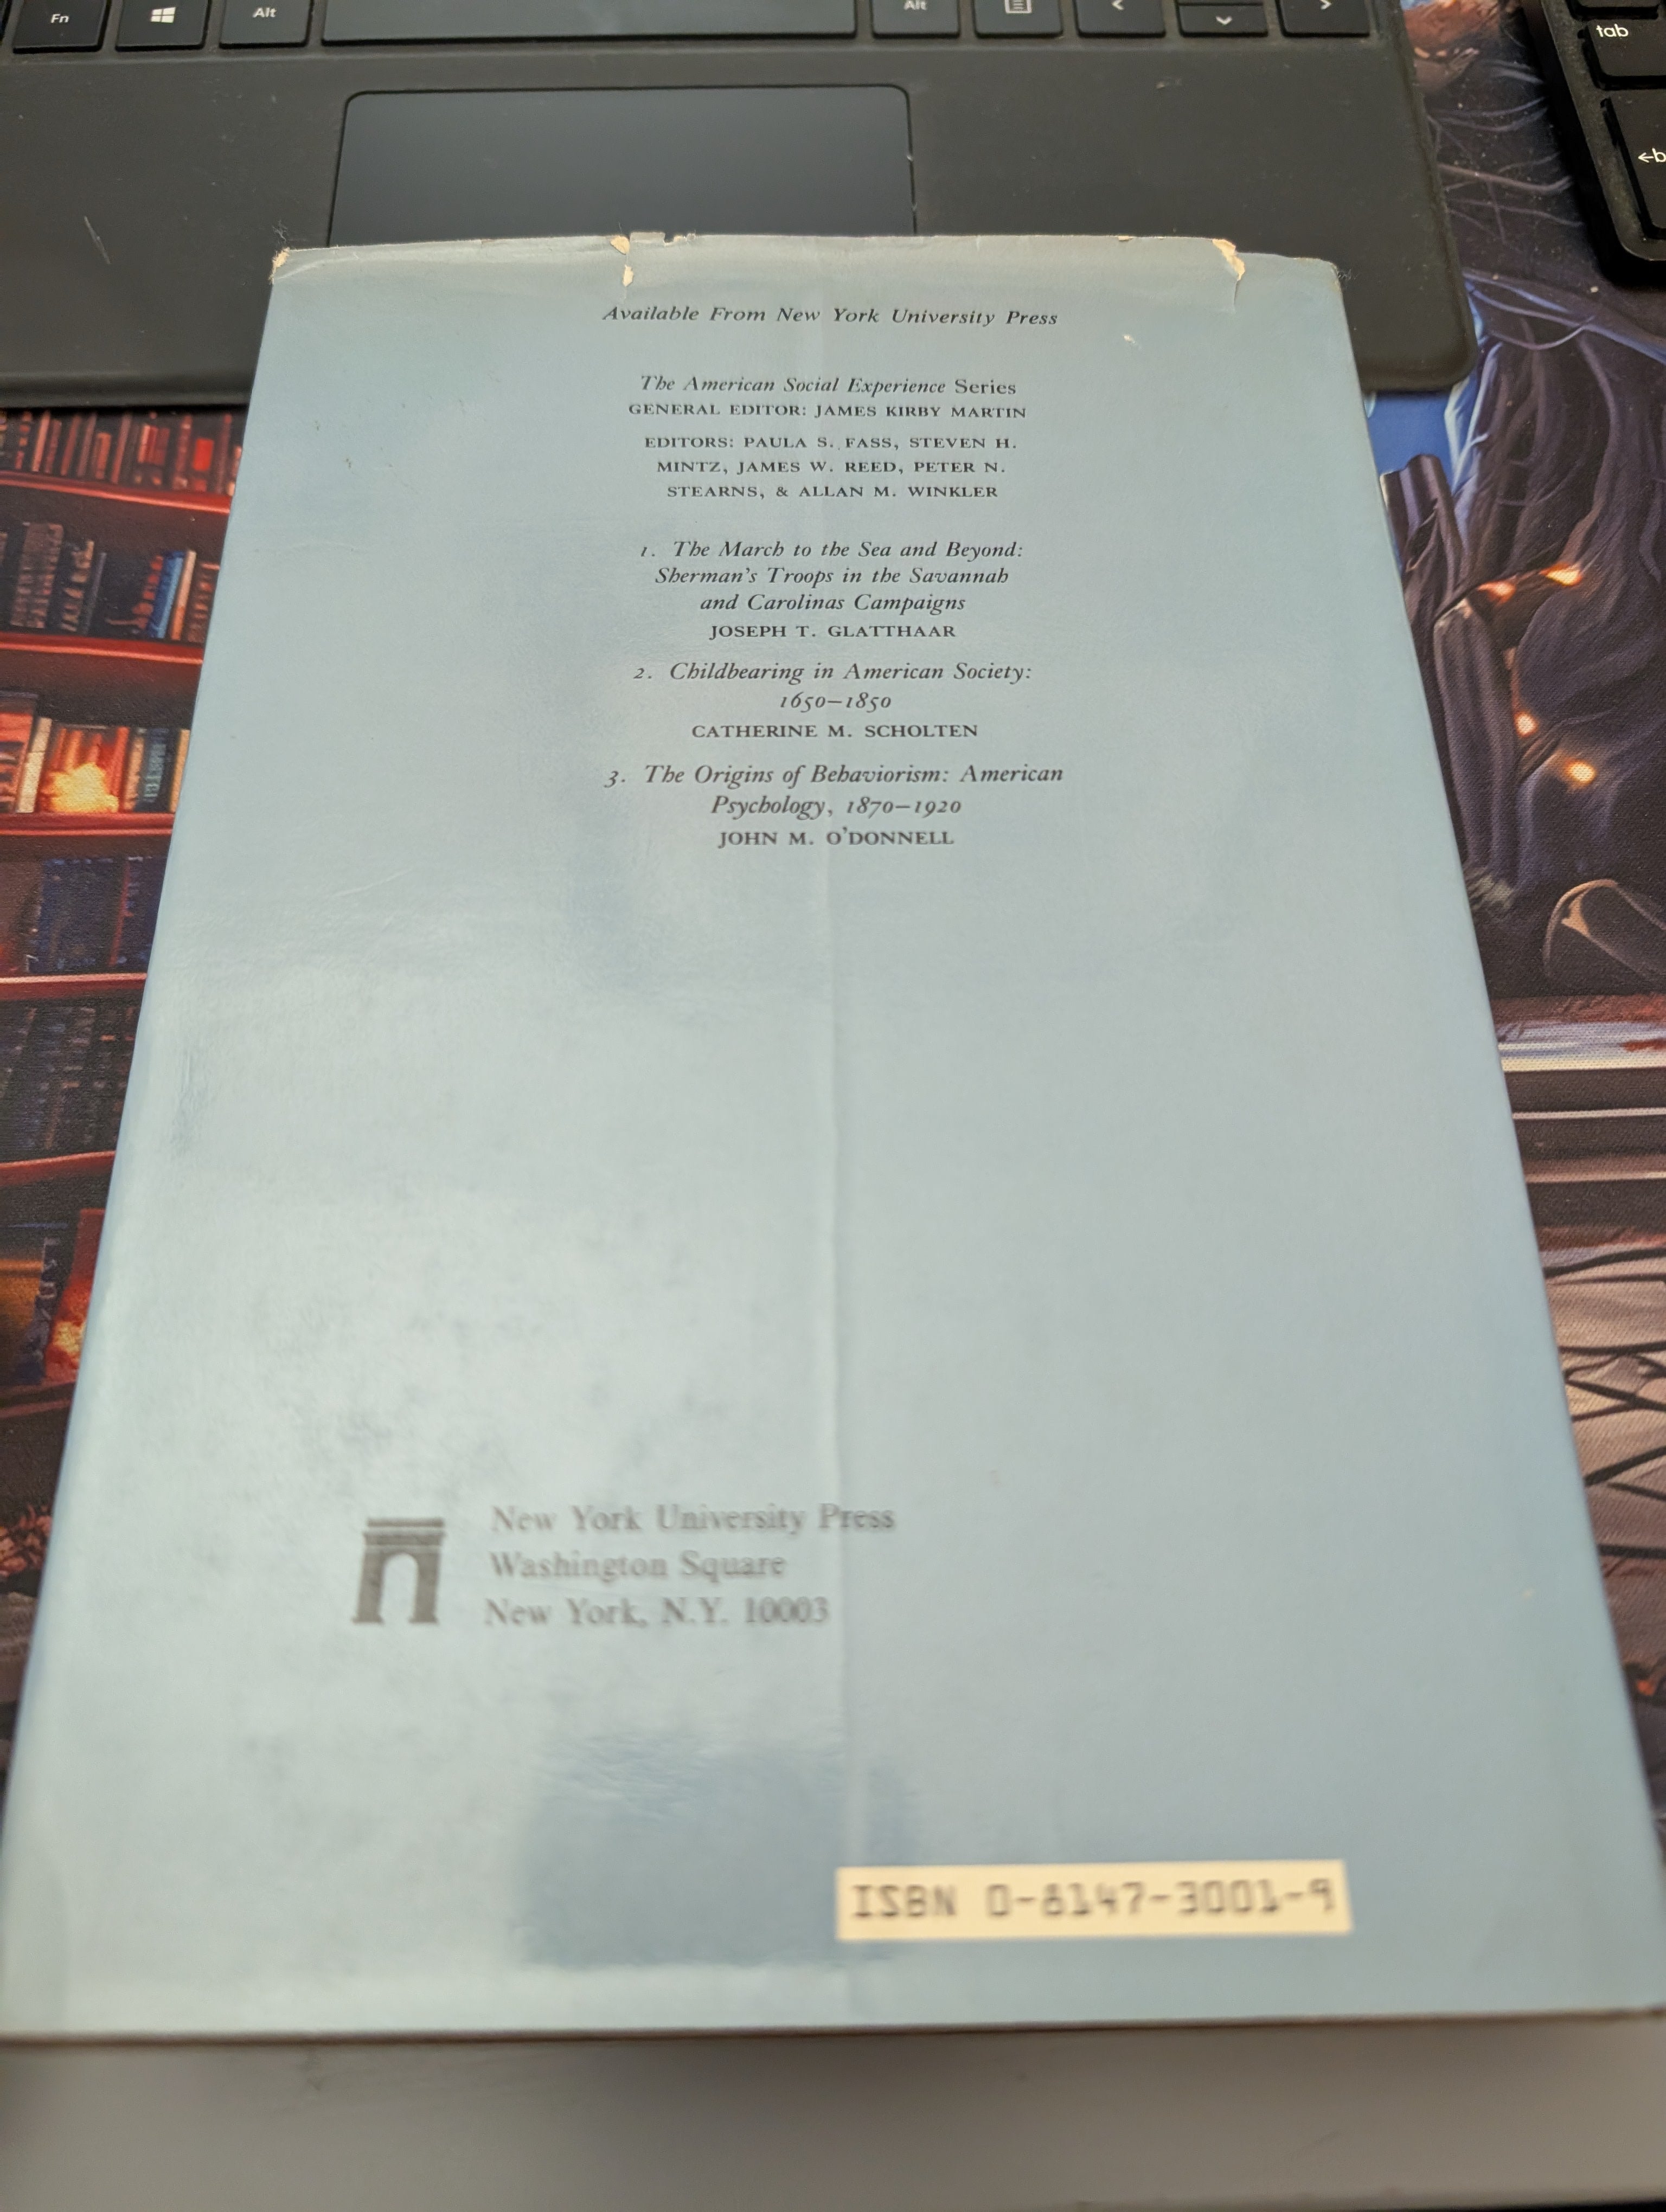 Fn
Alt
Alt
tab
Available From New York University Press
The American Social Experience Series
GENERAL EDITOR: JAMES KIRBY MARTIN
EDITORS: PAULA S. FASS, STEVEN H.
MINTZ, JAMES W. REED, PETER N.
STEARNS, & ALLAN M. WINKLER
1. The March to the Sea and Beyond:
Sherman's Troops in the Savannah
and Carolinas Campaigns
JOSEPH T. GLATTHAAR
2. Childbearing in American Society:
1650–1850
CATHERINE M. SCHOLTEN
3. The Origins of Behaviorism: American
Psychology, 1870–1920
JOHN M. O'DONNELL
New York University Press
Washington Square
New York, N.Y. 10003
ISBN 0-8147-3001-9